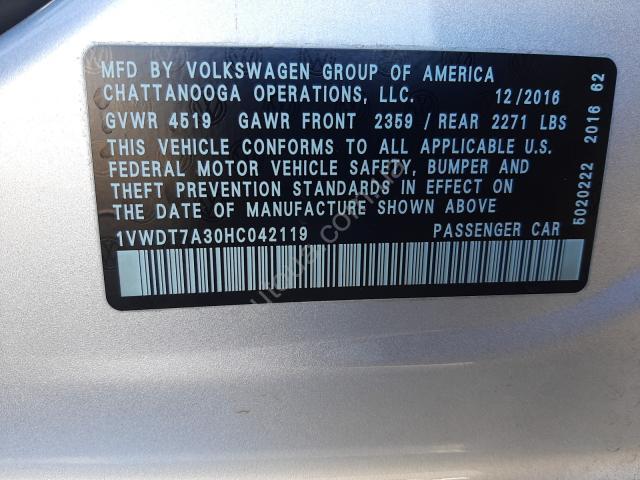 MFD BY VOLKSWAGEN GROUP OF AMERICA
CHATTANOOGA OPERATIONS, LLC. 12/2016
GVWR 4519 GAWR FRONT 2359 / REAR 2271 LBS
THIS VEHICLE CONFORMS TO ALL APPLICABLE U.S.
FEDERAL MOTOR VEHICLE SAFETY, BUMPER AND
THEFT PREVENTION STANDARDS IN EFFECT ON
THE DATE OF MANUFACTURE SHOWN ABOVE
1VWDT7A30HC042119 PASSENGER CAR
5020222 2016 62